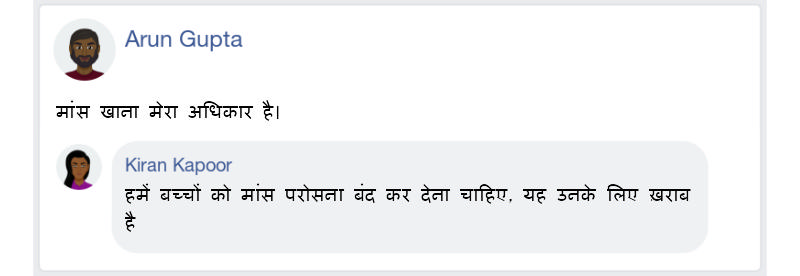 Arun Gupta
मांस खाना मेरा अधिकार है।
Kiran Kapoor
हमें बच्चों को मांस परोसना बंद कर देना चाहिए, यह उनके लिए ख़राब
है